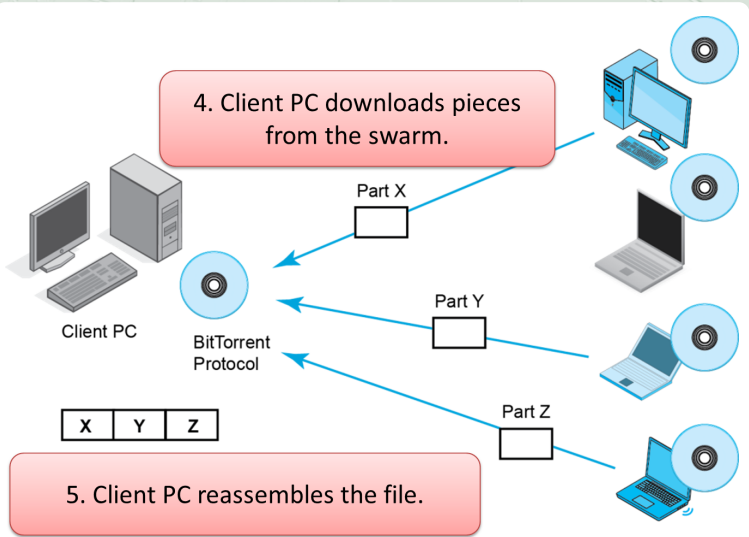 4. Client PC downloads pieces
from the swarm.
Part X
Part Y
Client PC
BitTorrent
Protocol
Part Z
X Y Z
5. Client PC reassembles the file.